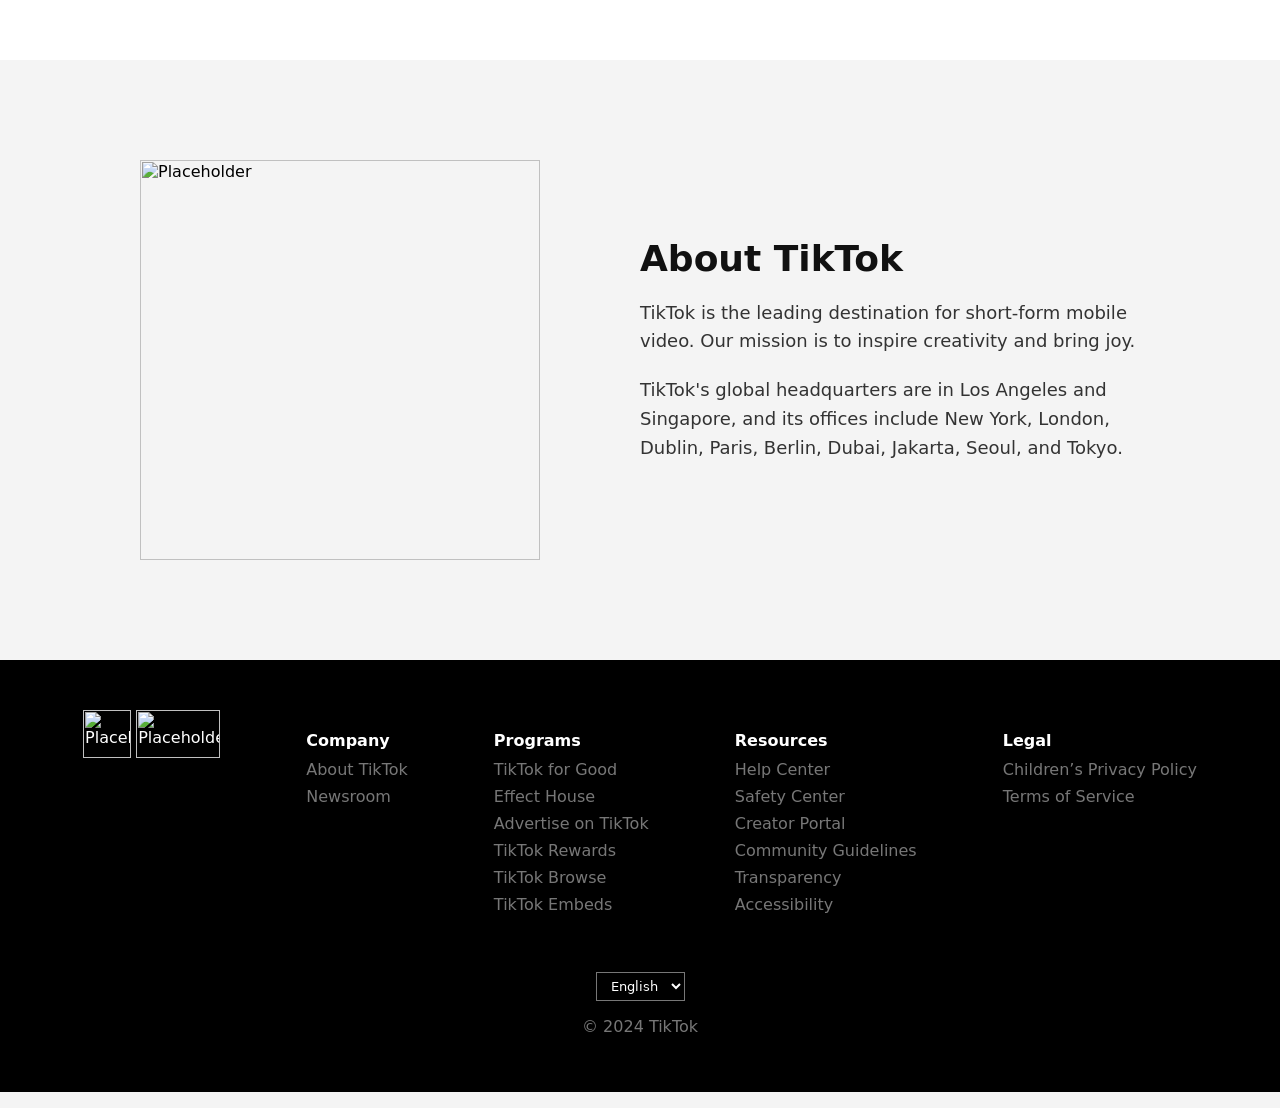 Placeholder
About TikTok
TikTok is the leading destination for short-form mobile
video. Our mission is to inspire creativity and bring joy.
TikTok's global headquarters are in Los Angeles and
Singapore, and its offices include New York, London,
Dublin, Paris, Berlin, Dubai, Jakarta, Seoul, and Tokyo.
Placeh
Placeholde
Company
About TikTok
Newsroom
Programs
TikTok for Good
Effect House
Advertise on TikTok
TikTok Rewards
TikTok Browse
TikTok Embeds
Resources
Help Center
Safety Center
Creator Portal
Community Guidelines
Transparency
Accessibility
Legal
Children’s Privacy Policy
Terms of Service
English
© 2024 TikTok